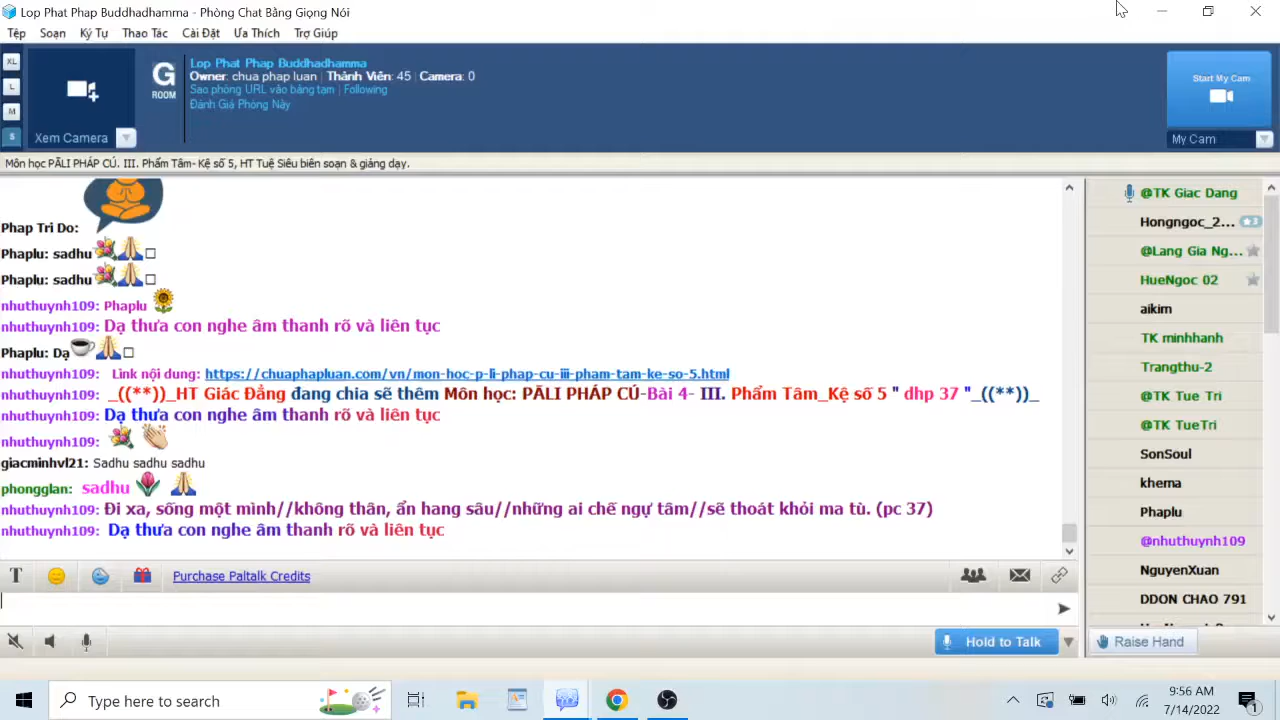 Lop Phat Phap Buddhadhamma - Phòng Chat Bằng Giọng Nói
Tệp Soạn Ký Tự Thao Tác Cài Đặt Ưa Thích Trợ Giúp
XL
L
M
S
Xem Camera
G
ROOM
Lop Phat Phap Buddhadhamma
Owner: chua phap luan | Thành Viên: 45 | Camera: 0
Sao phòng URL vào bảng tạm | Following
Đánh Giá Phòng Này
Start My Cam
My Cam
Môn học PĀLI PHÁP CÚ. III. Phẩm Tâm- Kệ số 5, HT Tuệ Siêu biên soạn & giảng dạy.
Phap Tri Do:
Phaplu: sadhu
Phaplu: sadhu
nhuthuynh109: Phaplu
nhuthuynh109: Dạ thưa con nghe âm thanh rõ và liên tục
Phaplu: Dạ
nhuthuynh109: Link nội dung: https://chuaphapluan.com/vn/mon-hoc-p-li-phap-cu-iii-pham-tam-ke-so-5.html
nhuthuynh109: _((**))_HT Giác Đẳng đang chia sẽ thêm Môn học: PĀLI PHÁP CÚ-Bài 4- III. Phẩm Tâm_Kệ số 5 " dhp 37 "_((**))_
nhuthuynh109: Dạ thưa con nghe âm thanh rõ và liên tục
nhuthuynh109:
giacminhvl21: Sadhu sadhu sadhu
phongglan: sadhu
nhuthuynh109: Đi xa, sống một mình//không thân, ẩn hang sâu//những ai chế ngự tâm//sẽ thoát khỏi ma tù. (pc 37)
nhuthuynh109: Dạ thưa con nghe âm thanh rõ và liên tục
@TK Giac Dang
Hongngoc_2... 3
@Lang Gia Ng...
HueNgoc 02
aikim
TK minhhanh
Trangthu-2
@TK Tue Tri
@TK TueTri
SonSoul
khema
Phaplu
@nhuthuynh109
NguyenXuan
DDON CHAO 791
T
Purchase Paltalk Credits
Hold to Talk
Raise Hand
Type here to search
9:56 AM
7/14/2022
1